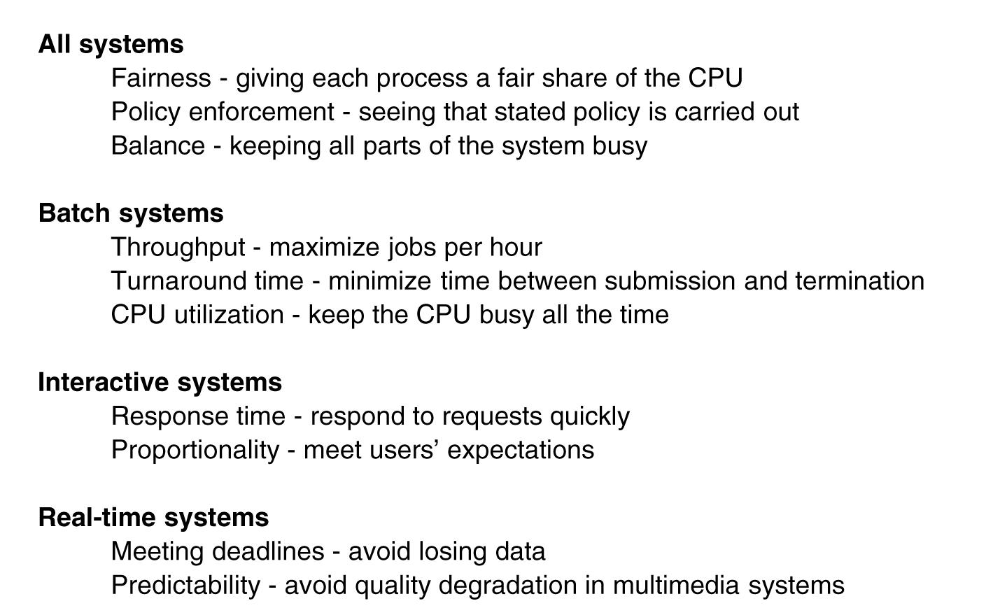 All systems
Fairness - giving each process a fair share of the CPU
Policy enforcement - seeing that stated policy is carried out
Balance - keeping all parts of the system busy
Batch systems
Throughput - maximize jobs per hour
Turnaround time - minimize time between submission and termination
CPU utilization - keep the CPU busy all the time
Interactive systems
Response time - respond to requests quickly
Proportionality - meet users’ expectations
Real-time systems
Meeting deadlines - avoid losing data
Predictability - avoid quality degradation in multimedia systems